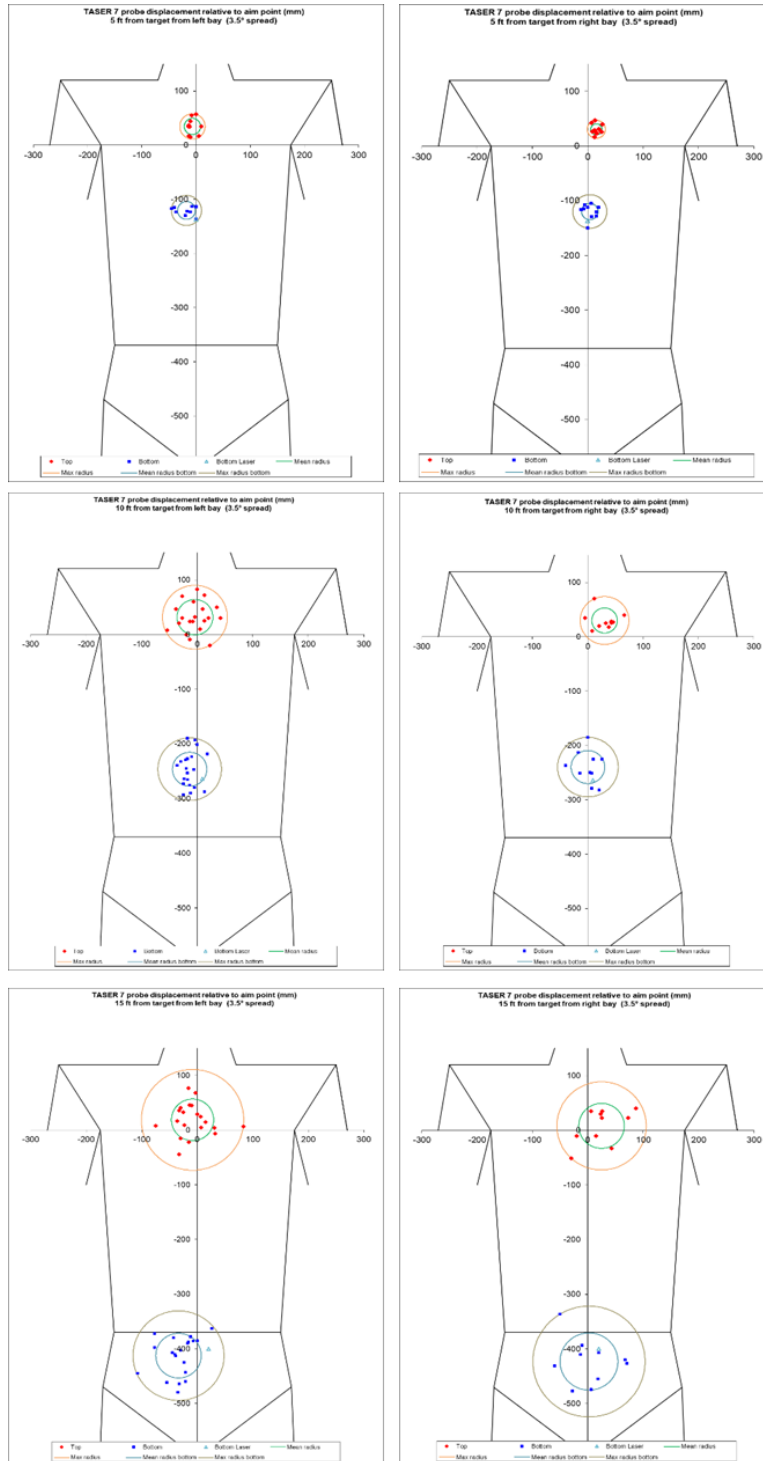 TASER 7 probe displacement relative to aim point (mm)
5 ft from target from left bay (3.5° spread)
100
0
-300 -200 -100 0 100 200 300
-100
-200
-300
-400
-500
Top Bottom Bottom Laser Mean radius
Max radius Mean radius bottom Max radius bottom
TASER 7 probe displacement relative to aim point (mm)
5 ft from target from right bay (3.5° spread)
100
0
-300 -200 -100 0 100 200 300
-100
-200
-300
-400
-500
Top Bottom Bottom Laser Mean radius
Max radius Mean radius bottom Max radius bottom
TASER 7 probe displacement relative to aim point (mm)
10 ft from target from left bay (3.5° spread)
100
0
-300 -200 -100 0 100 200 300
-100
-200
-300
-400
-500
Top Bottom Bottom Laser Mean radius
Max radius Mean radius bottom Max radius bottom
TASER 7 probe displacement relative to aim point (mm)
10 ft from target from right bay (3.5° spread)
100
0
-300 -200 -100 0 100 200 300
-100
-200
-300
-400
-500
Top Bottom Bottom Laser Mean radius
Max radius Mean radius bottom Max radius bottom
TASER 7 probe displacement relative to aim point (mm)
15 ft from target from left bay (3.5° spread)
100
0
-300 -200 -100 0 100 200 300
-100
-200
-300
-400
-500
Top Bottom Bottom Laser Mean radius
Max radius Mean radius bottom Max radius bottom
TASER 7 probe displacement relative to aim point (mm)
15 ft from target from right bay (3.5° spread)
100
0
-300 -200 -100 0 100 200 300
-100
-200
-300
-400
-500
Top Bottom Bottom Laser Mean radius
Max radius Mean radius bottom Max radius bottom